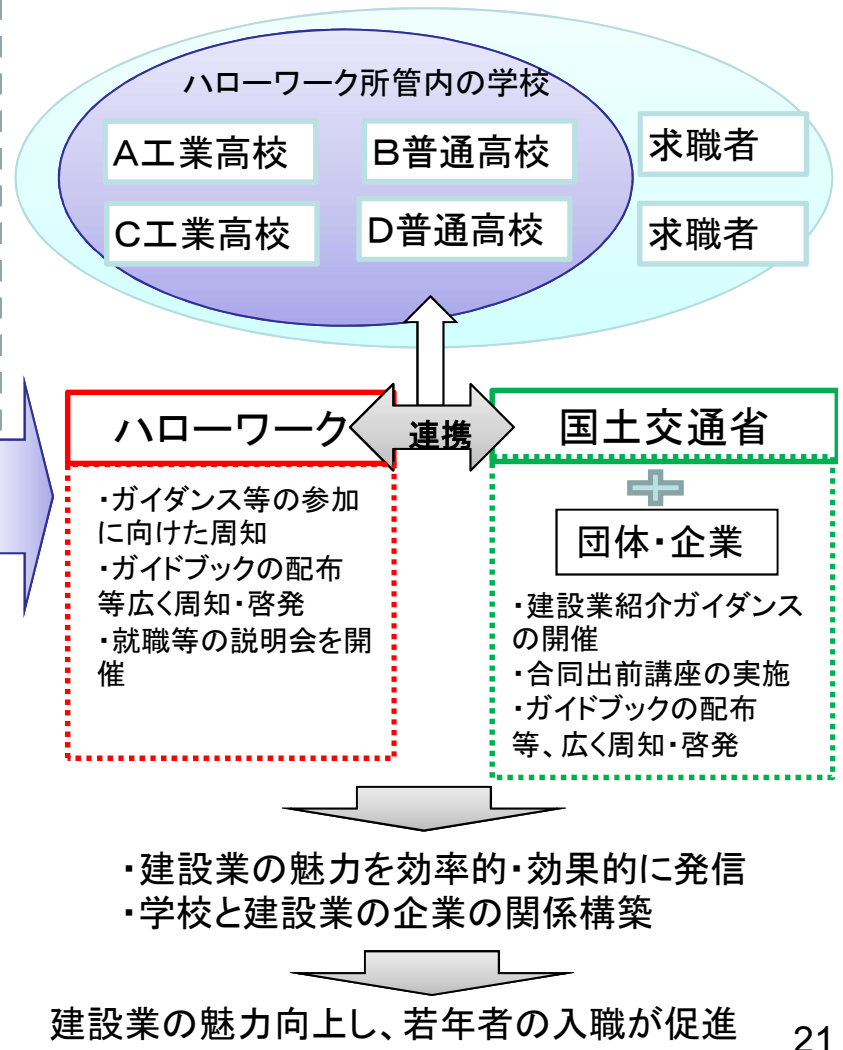 ハローワーク所管内の学校
A工業高校
B普通高校
求職者
C工業高校
D普通高校
求職者
ハローワーク
連携
国土交通省
・ガイダンス等の参加
に向けた周知
・ガイドブックの配布
等広く周知・啓発
・就職等の説明会を開
催
団体・企業
・建設業紹介ガイダンス
の開催
・合同出前講座の実施
・ガイドブックの配布
等、広く周知・啓発
・建設業の魅力を効率的・効果的に発信
・学校と建設業の企業の関係構築
建設業の魅力向上し、若年者の入職が促進
21